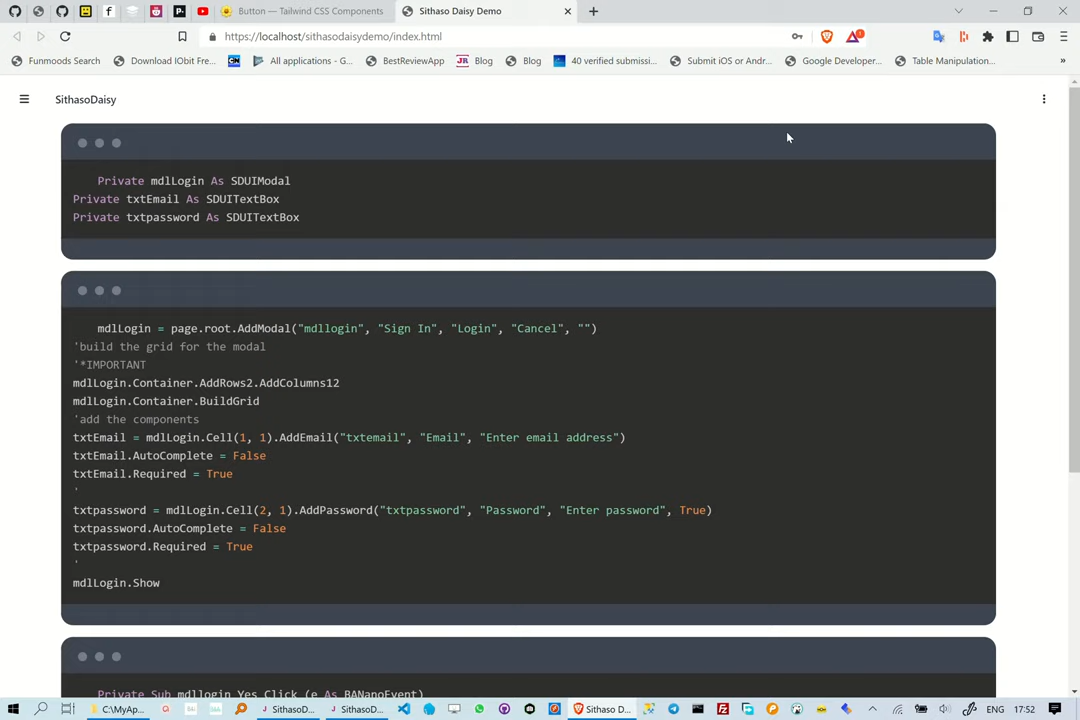 Button — Tailwind CSS Components
Sithaso Daisy Demo
https://localhost/sithasodaisydemo/index.html
Funmoods Search
Download IObit Fre...
All applications - G...
BestReviewApp
JR Blog
Blog
40 verified submissi...
Submit iOS or Andr...
Google Developer...
Table Manipulation...
SithasoDaisy
Private mdlLogin As SDUIModal
Private txtEmail As SDUITextBox
Private txtpassword As SDUITextBox
mdlLogin = page.root.AddModal("mdllogin", "Sign In", "Login", "Cancel", "")
'build the grid for the modal
'*IMPORTANT
mdlLogin.Container.AddRows2.AddColumns12
mdlLogin.Container.BuildGrid
'add the components
txtEmail = mdlLogin.Cell(1, 1).AddEmail("txtemail", "Email", "Enter email address")
txtEmail.AutoComplete = False
txtEmail.Required = True
'
txtpassword = mdlLogin.Cell(2, 1).AddPassword("txtpassword", "Password", "Enter password", True)
txtpassword.AutoComplete = False
txtpassword.Required = True
'
mdlLogin.Show
Private Sub mdllogin_Yes_Click (e As BANanoEvent)
C:\MyAp...
SithasoD...
SithasoD...
Sithaso D...
ENG
17:52